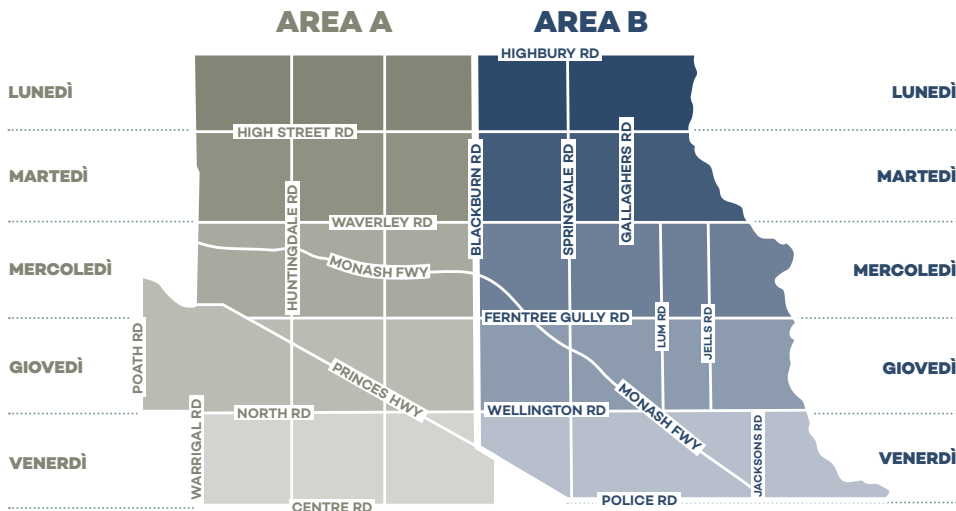 AREA A
AREA B
HIGHBURY RD
LUNEDÌ
LUNEDÌ
HIGH STREET RD
MARTEDÌ
MARTEDÌ
BLACKBURN RD
SPRINGVALE RD
GALLAGHERS RD
HUNTINGDALE RD
WAVERLEY RD
MERCOLEDÌ
MERCOLEDÌ
MONASH FWY
FERNTREE GULLY RD
LUM RD
JELLS RD
POATH RD
GIOVEDÌ
GIOVEDÌ
PRINCES HWY
NORTH RD
WELLINGTON RD
MONASH FWY
WARRIGAL RD
JACKSONS RD
VENERDÌ
VENERDÌ
CENTRE RD
POLICE RD